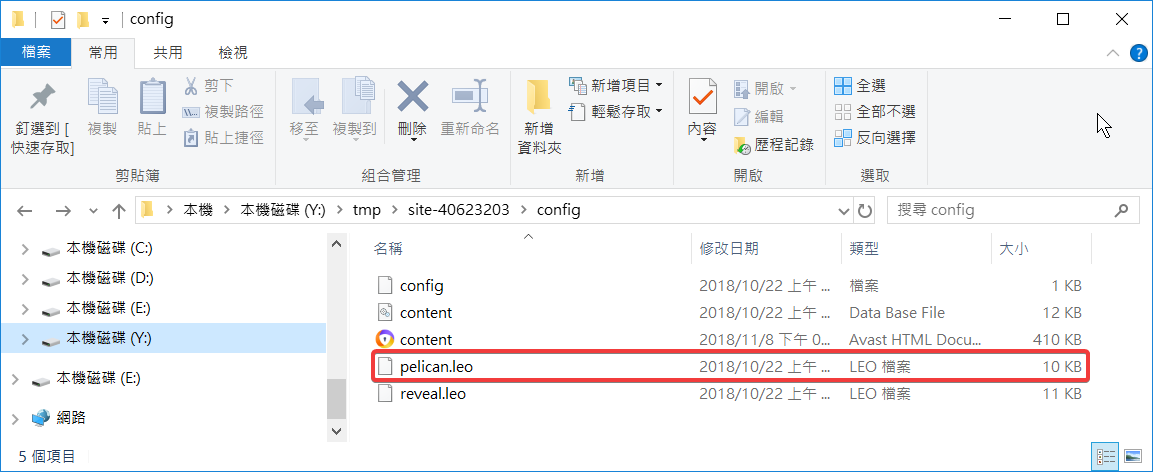 config
檔案 常用 共用 檢視
釘選到 [
快速存取]
複製
貼上
剪下
複製路徑
貼上捷徑
剪貼簿
移至
複製到
刪除
重新命名
組合管理
新增
資料夾
新增項目
輕鬆存取
新增
內容
開啟
編輯
歷程記錄
開啟
全選
全部不選
反向選擇
選取
本機 本機磁碟 (Y:) tmp site-40623203 config
搜尋 config
本機磁碟 (C:)
本機磁碟 (D:)
本機磁碟 (E:)
本機磁碟 (Y:)
本機磁碟 (E:)
網路
名稱 修改日期 類型 大小
config 2018/10/22 上午 ... 檔案 1 KB
content 2018/10/22 上午 ... Data Base File 12 KB
content 2018/11/8 下午 0... Avast HTML Docu... 410 KB
pelican.leo 2018/10/22 上午 ... LEO 檔案 10 KB
reveal.leo 2018/10/22 上午 ... LEO 檔案 11 KB
5 個項目